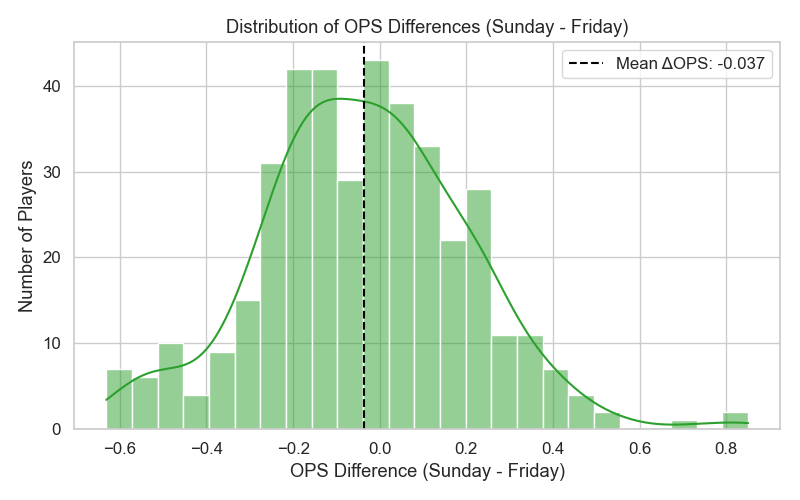 Distribution of OPS Differences (Sunday - Friday)
Mean ΔOPS: -0.037
Number of Players
40
30
20
10
0
−0.6 −0.4 −0.2 0.0 0.2 0.4 0.6 0.8
OPS Difference (Sunday - Friday)